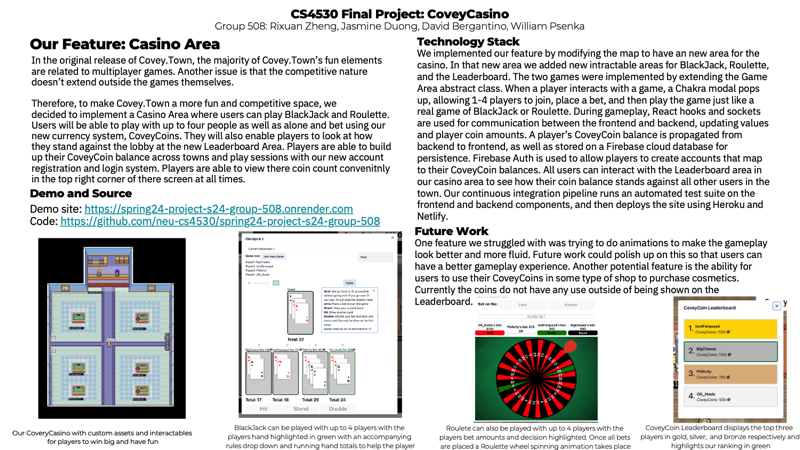 CS4530 Final Project: CoveyCasino
Group 508: Rixuan Zheng, Jasmine Duong, David Bergantino, William Psenka
Our Feature: Casino Area
In the original release of Covey.Town, the majority of Covey.Town's fun elements
are related to multiplayer games. Another issue is that the competitive nature
doesn't extend outside the games themselves.
Therefore, to make Covey.Town a more fun and competitive space, we
decided to implement a Casino Area where users can play BlackJack and Roulette.
Users will be able to play with up to four people as well as alone and bet using our
new currency system, CoveyCoins. They will also enable players to look at how
they stand against the lobby at the new Leaderboard Area. Players are able to build
up their CoveyCoin balance across towns and play sessions with our new account
registration and login system. Players are able to view there coin count convenitnly
in the top right corner of there screen at all times.
Demo and Source
Demo site: https://spring24-project-s24-group-508.onrender.com
Code: https://github.com/neu-cs4530/spring24-project-s24-group-508
Our CoveryCasino with custom assets and interactables
for players to win big and have fun
Blackjack 2
Total: 22
Total: 17 Total: 16 Total: 25 Total: 24
Hit Stand Double
BlackJack can be played with up to 4 players with the
players hand highlighted in green with an accompanying
rules drop down and running hand totals to help the player
Technology Stack
We implemented our feature by modifying the map to have an new area for the
casino. In that new area we added new intractable areas for BlackJack, Roulette,
and the Leaderboard. The two games were implemented by extending the Game
Area abstract class. When a player interacts with a game, a Chakra modal pops
up, allowing 1-4 players to join, place a bet, and then play the game just like a
real game of BlackJack or Roulette. During gameplay, React hooks and sockets
are used for communication between the frontend and backend, updating values
and player coin amounts. A player's CoveyCoin balance is propagated from
backend to frontend, as well as stored on a Firebase cloud database for
persistence. Firebase Auth is used to allow players to create accounts that map
to their CoveyCoin balances. All users can interact with the Leaderboard area in
our casino area to see how their coin balance stands against all other users in the
town. Our continuous integration pipeline runs an automated test suite on the
frontend and backend components, and then deploys the site using Heroku and
Netlify.
Future Work
One feature we struggled with was trying to do animations to make the gameplay
look better and more fluid. Future work could polish up on this so that users can
have a better gameplay experience. Another potential feature is the ability for
users to use their CoveyCoins in some type of shop to purchase cosmetics.
Currently the coins do not have any use outside of being shown on the
Leaderboard.
Bet on the: Color Number
Roulette can also be played with up to 4 players with the
players bet amounts and decision highlighted. Once all bets
are placed a Roulette wheel spinning animation takes place
CoveyCoin Leaderboard
1.
2. BigCheese
3. Philicity
4. OG_Noob
CoveyCoin Leaderboard displays the top three
players in gold, silver, and bronze respectively and
highlights our ranking in green